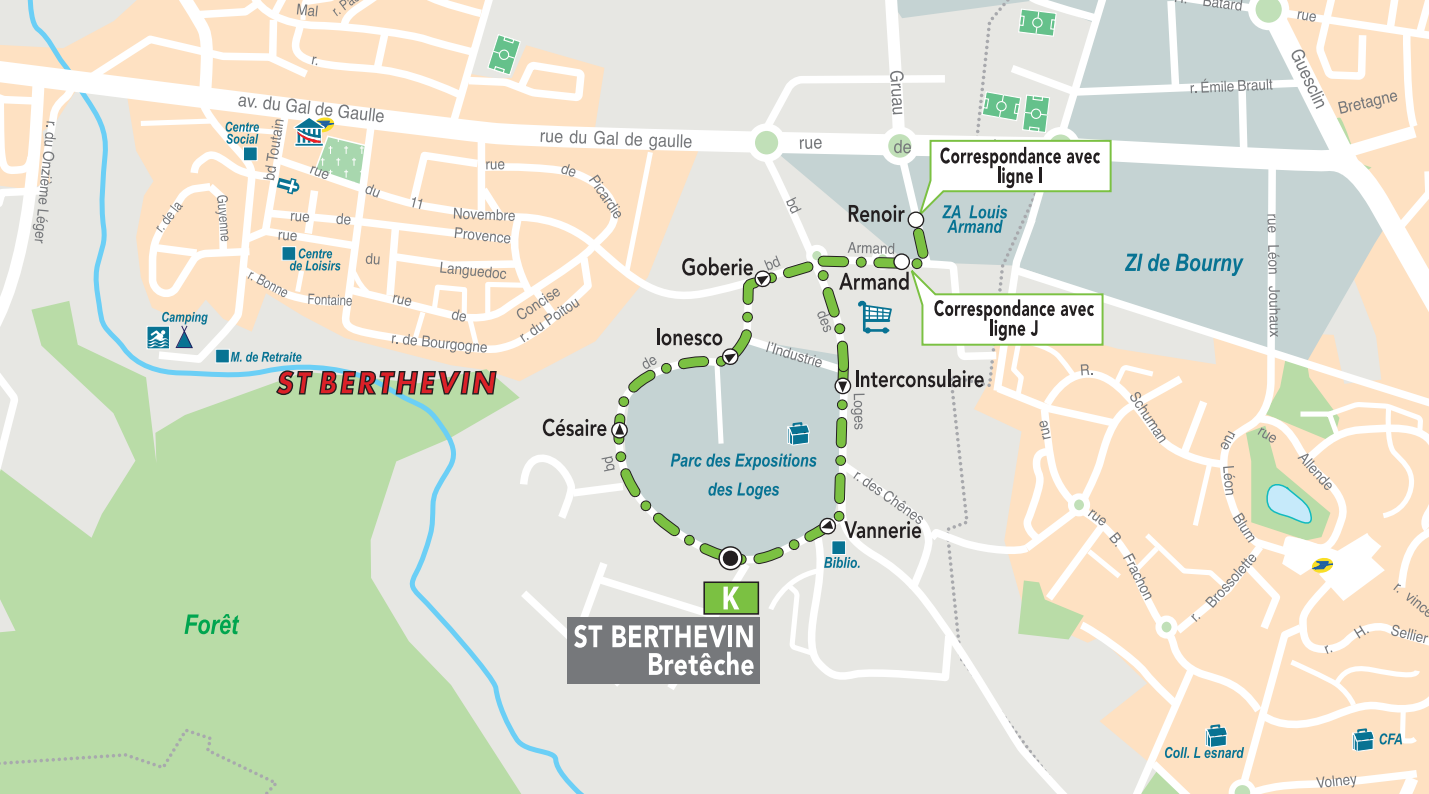 Mal
r.
Batard
rue
Guesclin
r. Émile Brault
Bretagne
Gruau
av. du Gal de Gaulle
rue du Gal de gaulle
rue
de
Centre
Social
bd Toutain
r. du Onzième Léger
rue
du
11
Novembre
rue
de
Picardie
Correspondance avec
ligne I
Renoir
ZA Louis
Armand
bd
Armand
r. de la
Guyenne
rue
de
Provence
rue
du
Languedoc
Centre
de Loisirs
r. Bonne
Fontaine
rue
de
Concise
r. du Poitou
r. de Bourgogne
Goberie
bd
Armand
ZI de Bourny
rue Léon Jouhaux
Correspondance avec
ligne J
des
Camping
M. de Retraite
Ionesco
l'Industrie
de
ST BERTHEVIN
Interconsulaire
Loges
R.
Schuman
rue
Césaire
bd
Parc des Expositions
des Loges
r. des Chênes
rue
Léon
Blum
rue
Allende
Vannerie
Biblio.
rue
B.
Frachon
r. Brossolette
K
ST BERTHEVIN
Bretêche
Forêt
r. vince
r. H. Sellier
Coll. L esnard
CFA
Volney